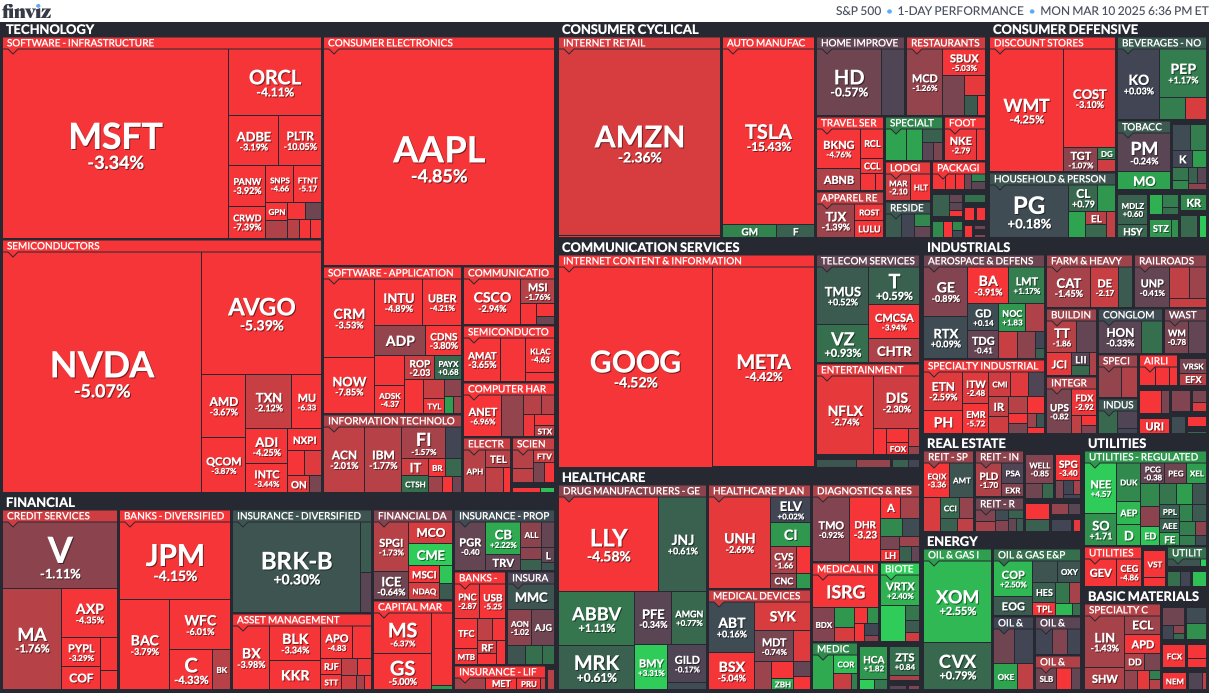 finviz
S&P 500 • 1-DAY PERFORMANCE • MON MAR 10 2025 6:36 PM ET
TECHNOLOGY
SOFTWARE - INFRASTRUCTURE
MSFT
-3.34%
ORCL
-4.11%
ADBE
-3.19%
PLTR
-10.05%
PANW
-3.92%
SNPS
-4.66
FTNT
-5.17
CRWD
-7.39%
GPN
CONSUMER ELECTRONICS
AAPL
-4.85%
SEMICONDUCTORS
NVDA
-5.07%
AVGO
-5.39%
AMD
-3.67%
TXN
-2.12%
MU
-6.33
QCOM
-3.87%
ADI
-4.25%
NXPI
INTC
-3.44%
ON
SOFTWARE - APPLICATION
CRM
-3.53%
INTU
-4.89%
UBER
-4.21%
ADP
CDNS
-3.80%
NOW
-7.85%
ROP
-2.03
PAYX
+0.68
ADSK
-4.37
TYL
INFORMATION TECHNOLO
ACN
-2.01%
IBM
-1.77%
FI
-1.57%
IT
BR
CTSH
COMMUNICATIO
CSCO
-2.94%
MSI
-1.76%
SEMICONDUCTO
AMAT
-3.65%
KLAC
-4.63
COMPUTER HAR
ANET
-6.96%
STX
ELECTR
APH
TEL
SCIEN
FTV
CONSUMER CYCLICAL
INTERNET RETAIL
AMZN
-2.36%
AUTO MANUFAC
TSLA
-15.43%
GM
F
HOME IMPROVE
HD
-0.57%
RESTAURANTS
MCD
-1.26%
SBUX
-5.03%
TRAVEL SER
BKNG
-4.76%
RCL
CCL
ABNB
SPECIALT
FOOT
NKE
-2.79
LODGI
MAR
-2.10
HLT
PACKAGI
APPAREL RE
TJX
-1.39%
ROST
LULU
RESIDE
CONSUMER DEFENSIVE
DISCOUNT STORES
WMT
-4.25%
COST
-3.10%
TGT
-1.07%
DG
BEVERAGES - NO
KO
+0.03%
PEP
+1.17%
TOBACC
PM
-0.24%
MO
K
HOUSEHOLD & PERSON
PG
+0.18%
CL
+0.79
EL
MDLZ
+0.60
HSY
STZ
KR
COMMUNICATION SERVICES
INTERNET CONTENT & INFORMATION
GOOG
-4.52%
META
-4.42%
TELECOM SERVICES
TMUS
+0.52%
T
+0.59%
VZ
+0.93%
CMCSA
-3.94%
CHTR
ENTERTAINMENT
NFLX
-2.74%
DIS
-2.30%
FOX
INDUSTRIALS
AEROSPACE & DEFENS
GE
-0.89%
BA
-3.91%
LMT
+1.17%
RTX
+0.09%
GD
+0.14
NOC
+1.83
TDG
-0.41
FARM & HEAVY
CAT
-1.45%
DE
-2.17
RAILROADS
UNP
-0.41%
BUILDIN
TT
-1.86
JCI
LII
CONGLOM
HON
-0.33%
WAST
WM
-0.78
SPECIALTY INDUSTRIAL
ETN
-2.59%
ITW
-2.48
CMI
PH
EMR
-5.72
IR
INTEGR
UPS
-0.82
FDX
-2.92
SPECI
AIRLI
VRSK
EFX
INDUS
URI
REAL ESTATE
REIT - SP
EQIX
-3.36
AMT
CCI
REIT - IN
PLD
-1.70
PSA
EXR
WELL
-0.85
SPG
-3.40
REIT - R
UTILITIES
UTILITIES - REGULATED
NEE
+4.57
DUK
PCG
-0.38
PEG
XEL
SO
+1.71
AEP
D
ED
PPL
AEE
FE
UTILITIES
GEV
CEG
-4.86
VST
UTILIT
FINANCIAL
CREDIT SERVICES
V
-1.11%
MA
-1.76%
AXP
-4.35%
PYPL
-3.29%
COF
BANKS - DIVERSIFIED
JPM
-4.15%
BAC
-3.79%
WFC
-6.01%
C
-4.33%
BK
INSURANCE - DIVERSIFIED
BRK-B
+0.30%
ASSET MANAGEMENT
BX
-3.98%
BLK
-3.34%
APO
-4.83
KKR
RJF
STT
FINANCIAL DA
SPGI
-1.73%
MCO
CME
ICE
-0.64%
MSCI
NDAQ
CAPITAL MAR
MS
-6.37%
GS
-5.00%
INSURANCE - PROP
PGR
-0.40
CB
+2.22%
ALL
TRV
L
BANKS -
PNC
-2.87
USB
-5.25
TFC
RF
MTB
INSURA
MMC
AON
-1.02
AJG
INSURANCE - LIF
MET
PRU
HEALTHCARE
DRUG MANUFACTURERS - GE
LLY
-4.58%
JNJ
+0.61%
ABBV
+1.11%
PFE
-0.34%
AMGN
+0.77%
MRK
+0.61%
BMY
+3.31%
GILD
-0.17%
HEALTHCARE PLAN
UNH
-2.69%
ELV
+0.02%
CI
CVS
-1.66
CNC
MEDICAL DEVICES
ABT
+0.16%
SYK
MDT
-0.74%
BSX
-5.04%
ZBH
DIAGNOSTICS & RES
TMO
-0.92%
DHR
-3.23
A
LH
MEDICAL IN
ISRG
BDX
BIOTE
VRTX
+2.40%
MEDIC
COR
HCA
+1.82
ZTS
+0.84
ENERGY
OIL & GAS I
XOM
+2.55%
CVX
+0.79%
OIL & GAS E&P
COP
+2.50%
OXY
EOG
HES
TPL
OIL &
OKE
OIL &
OIL &
SLB
BASIC MATERIALS
SPECIALTY C
LIN
-1.43%
ECL
APD
DD
SHW
FCX
NEM